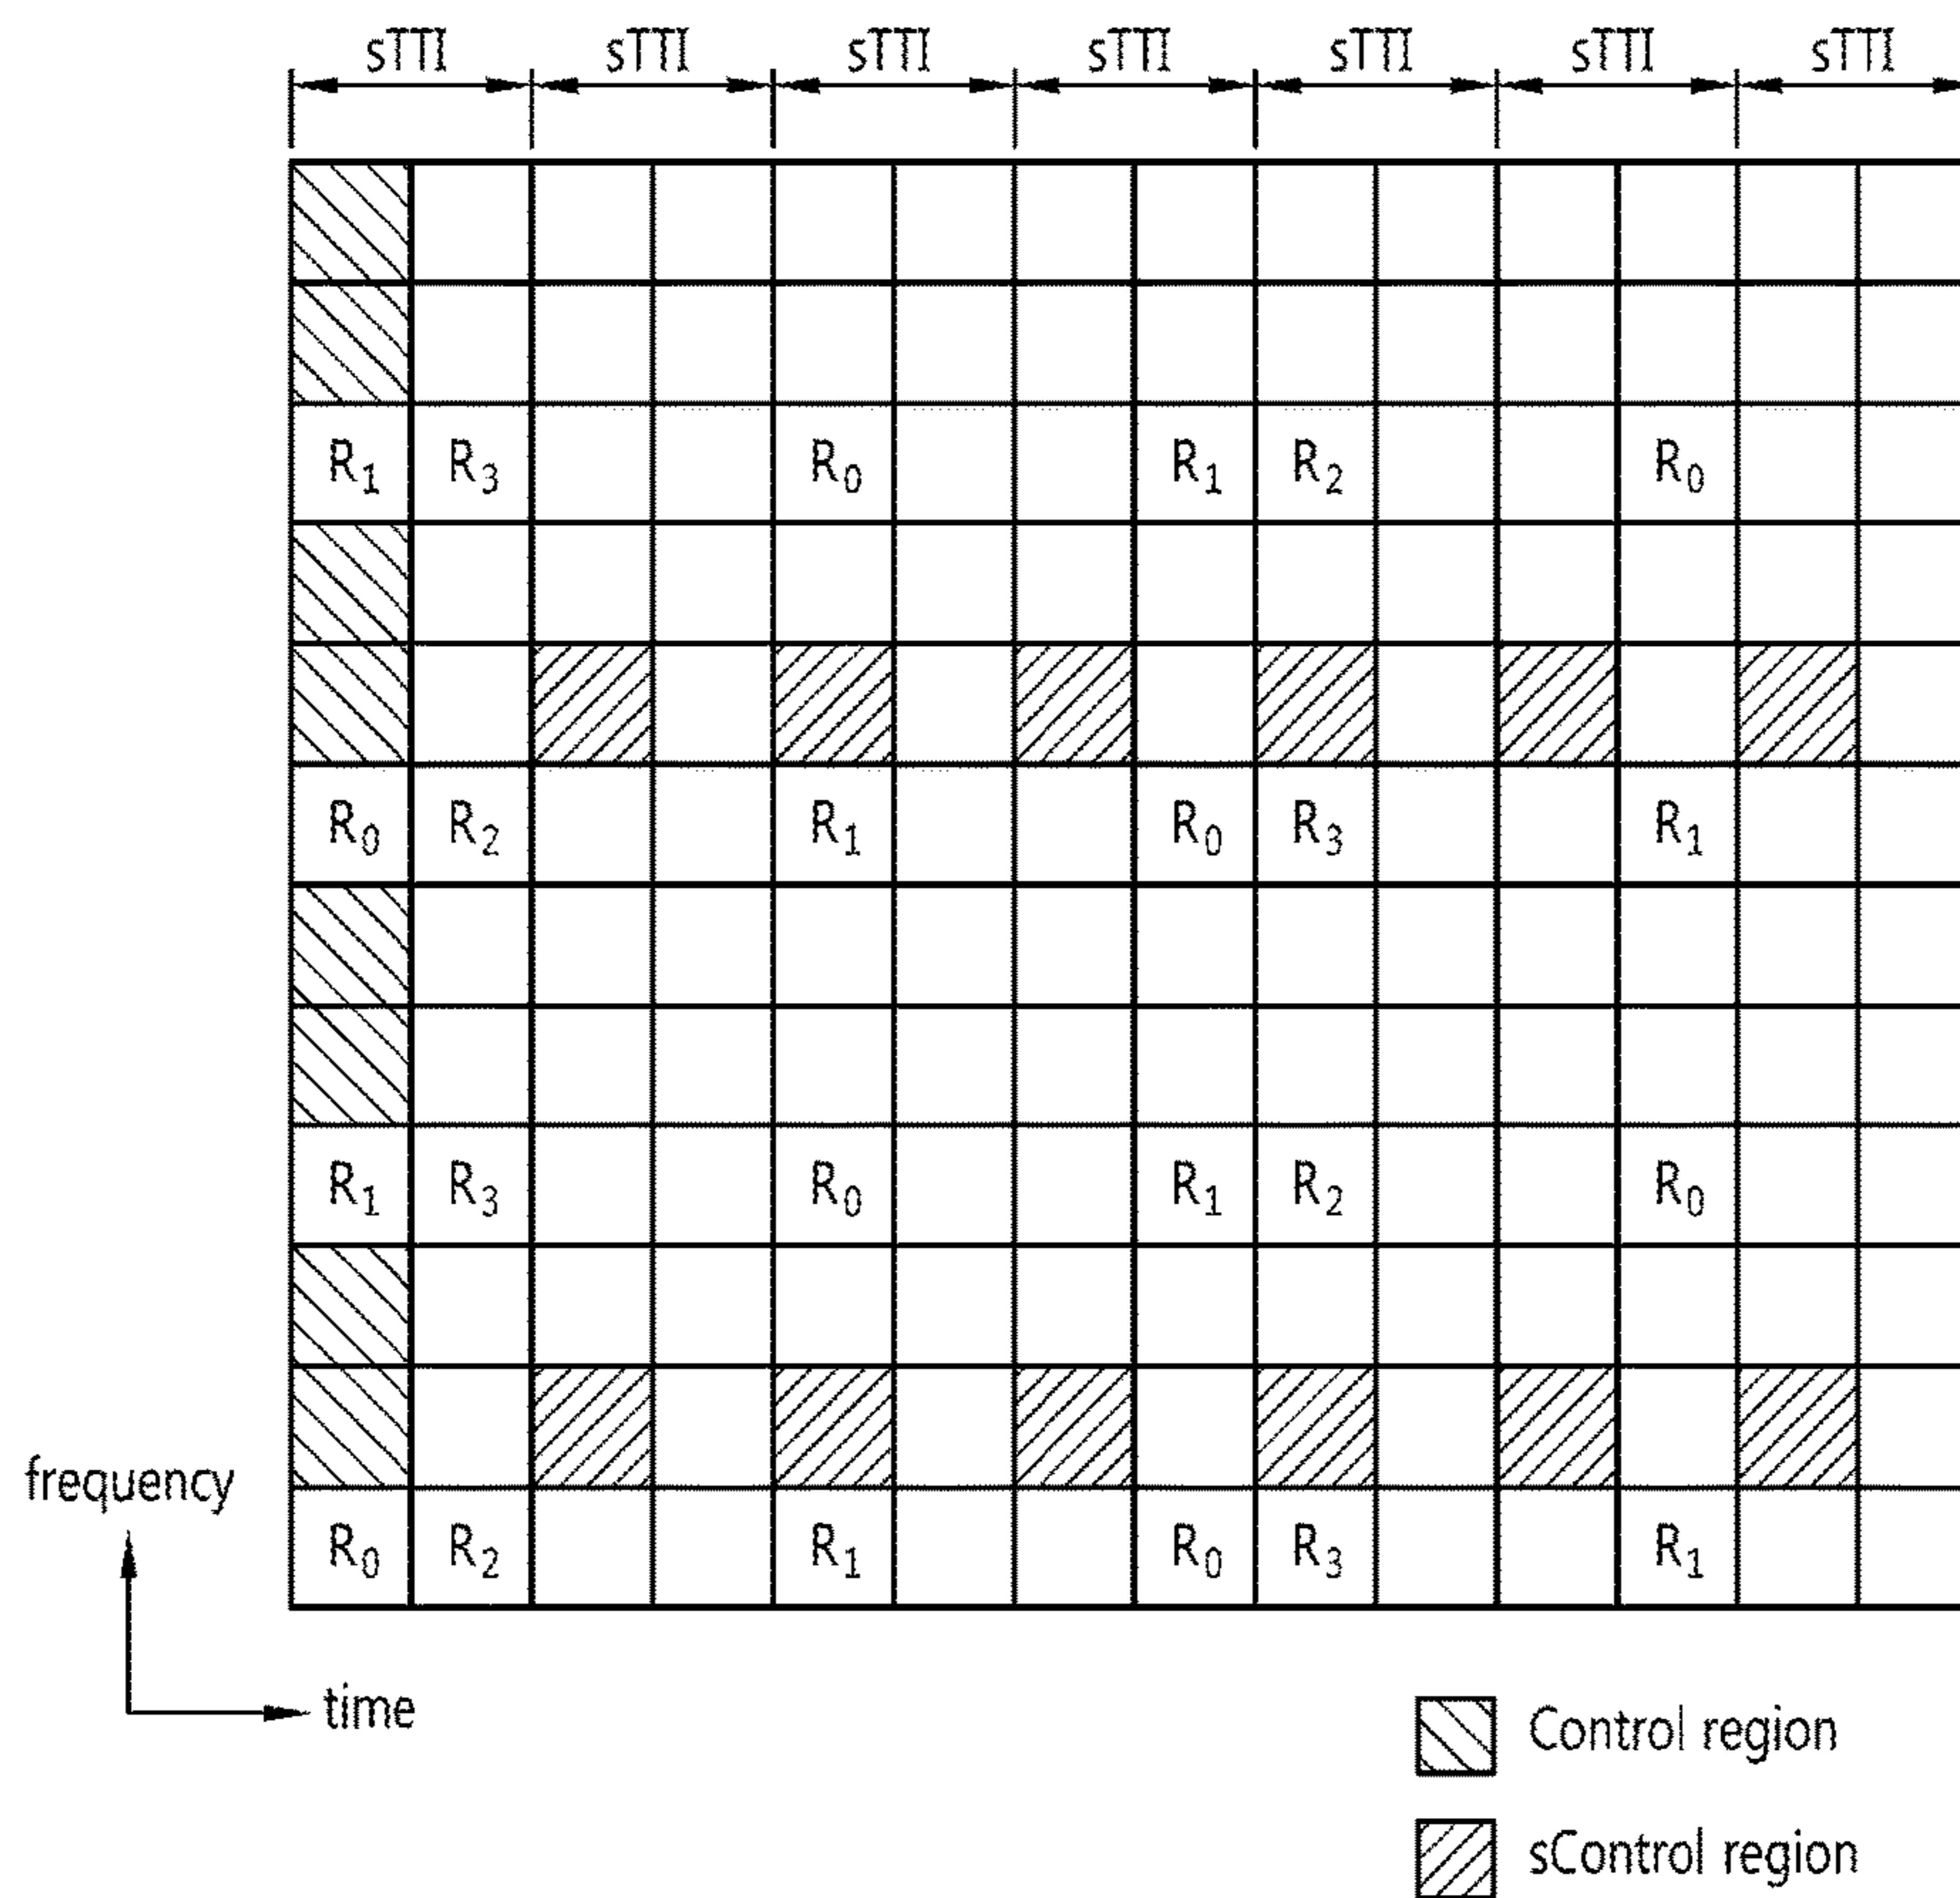 sTTI sTTI sTTI sTTI sTTI sTTI sTTI
R1 R3 R0 R1 R2 R0
R0 R2 R1 R0 R3 R1
R1 R3 R0 R1 R2 R0
frequency
R0 R2 R1 R0 R3 R1
time
Control region
sControl region